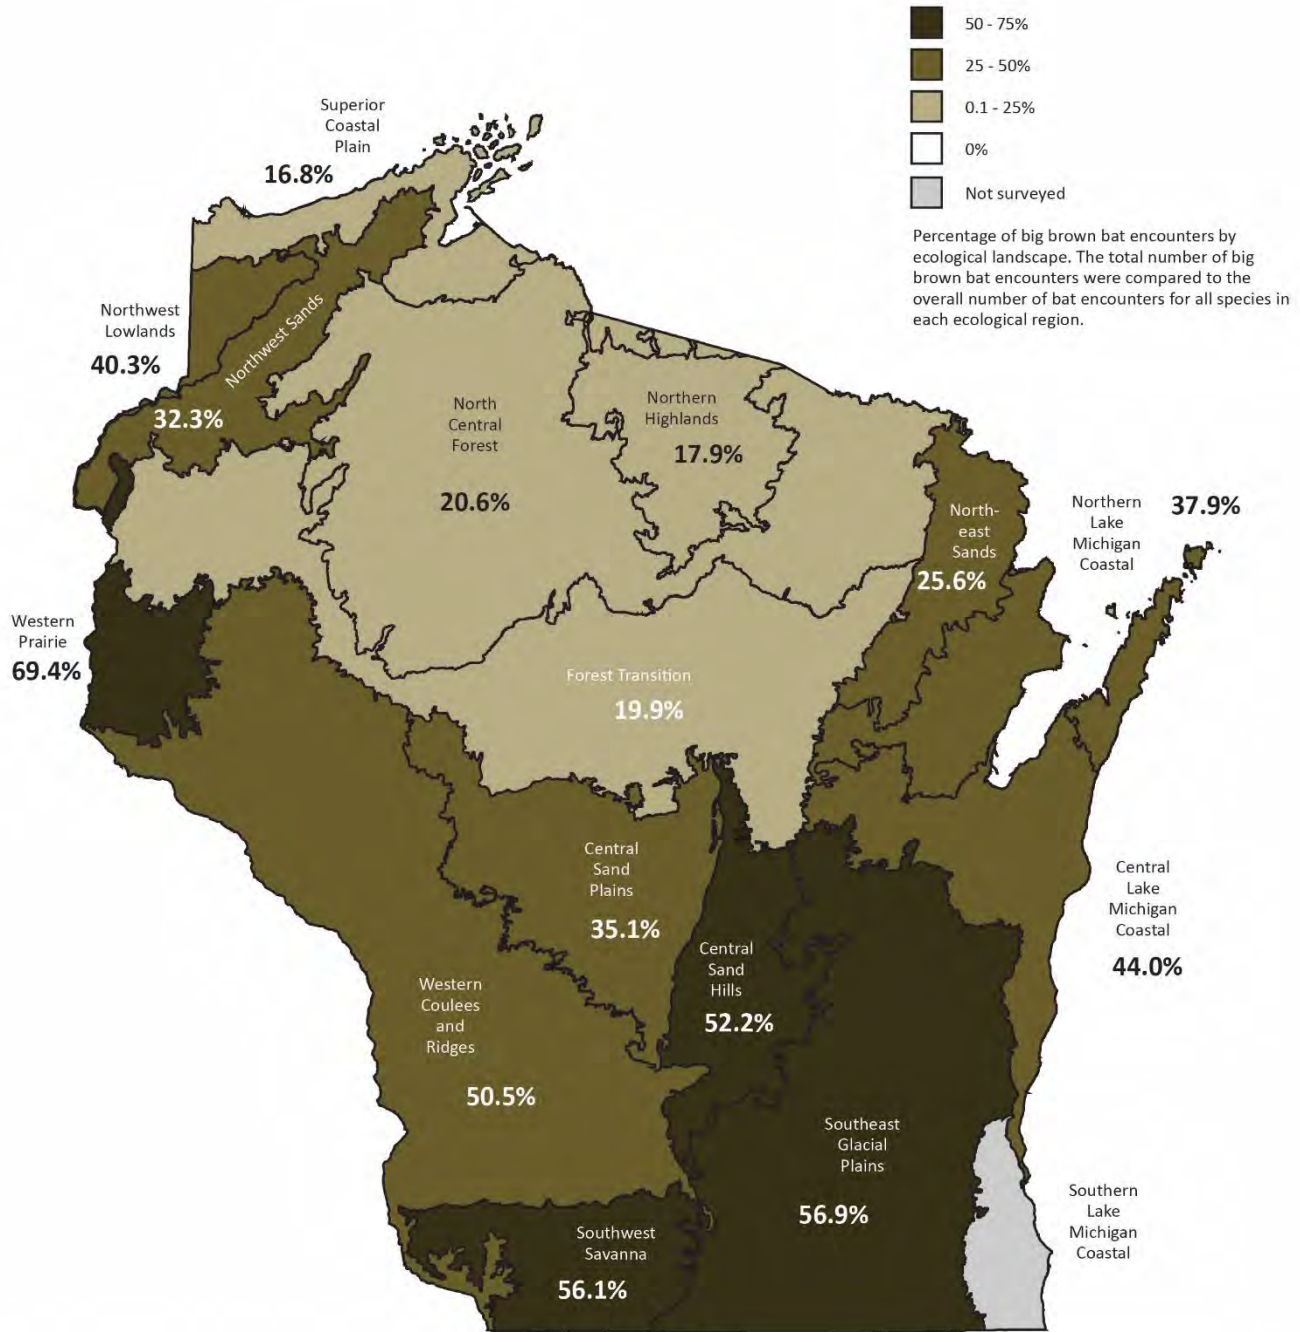 50 - 75%
25 - 50%
0.1 - 25%
0%
Not surveyed
Percentage of big brown bat encounters by
ecological landscape. The total number of big
brown bat encounters were compared to the
overall number of bat encounters for all species in
each ecological region.
Superior
Coastal
Plain
16.8%
Northwest
Lowlands
40.3%
Northwest Sands
32.3%
North
Central
Forest
20.6%
Northern
Highlands
17.9%
North-
east
Sands
25.6%
Northern
Lake
Michigan
Coastal
37.9%
Western
Prairie
69.4%
Forest Transition
19.9%
Central
Sand
Plains
35.1%
Central
Sand
Hills
52.2%
Central
Lake
Michigan
Coastal
44.0%
Western
Coulees
and
Ridges
50.5%
Southeast
Glacial
Plains
56.9%
Southern
Lake
Michigan
Coastal
Southwest
Savanna
56.1%